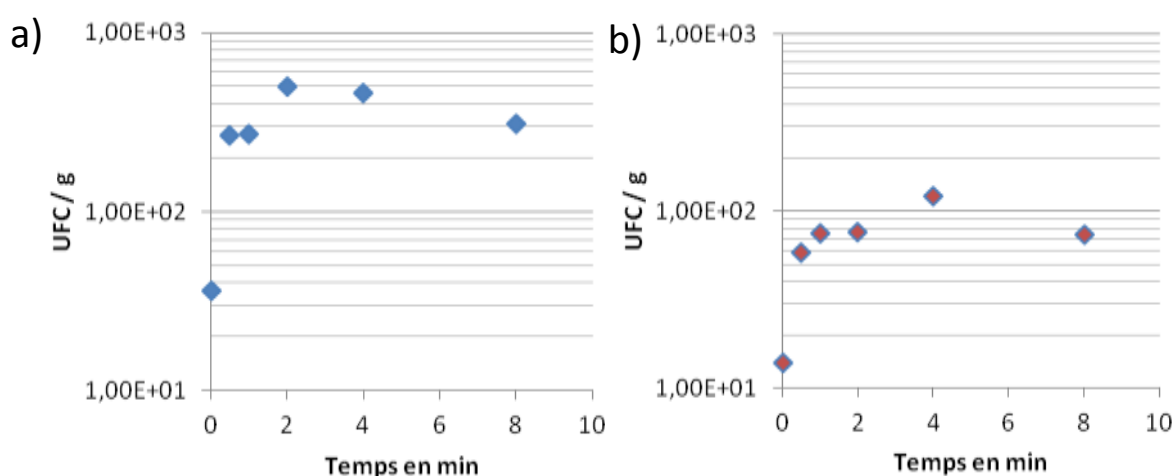 a)
1,00E+03
1,00E+02
1,00E+01
UFC / g
0 2 4 6 8 10
Temps en min
b)
1,00E+03
1,00E+02
1,00E+01
UFC / g
0 2 4 6 8 10
Temps en min